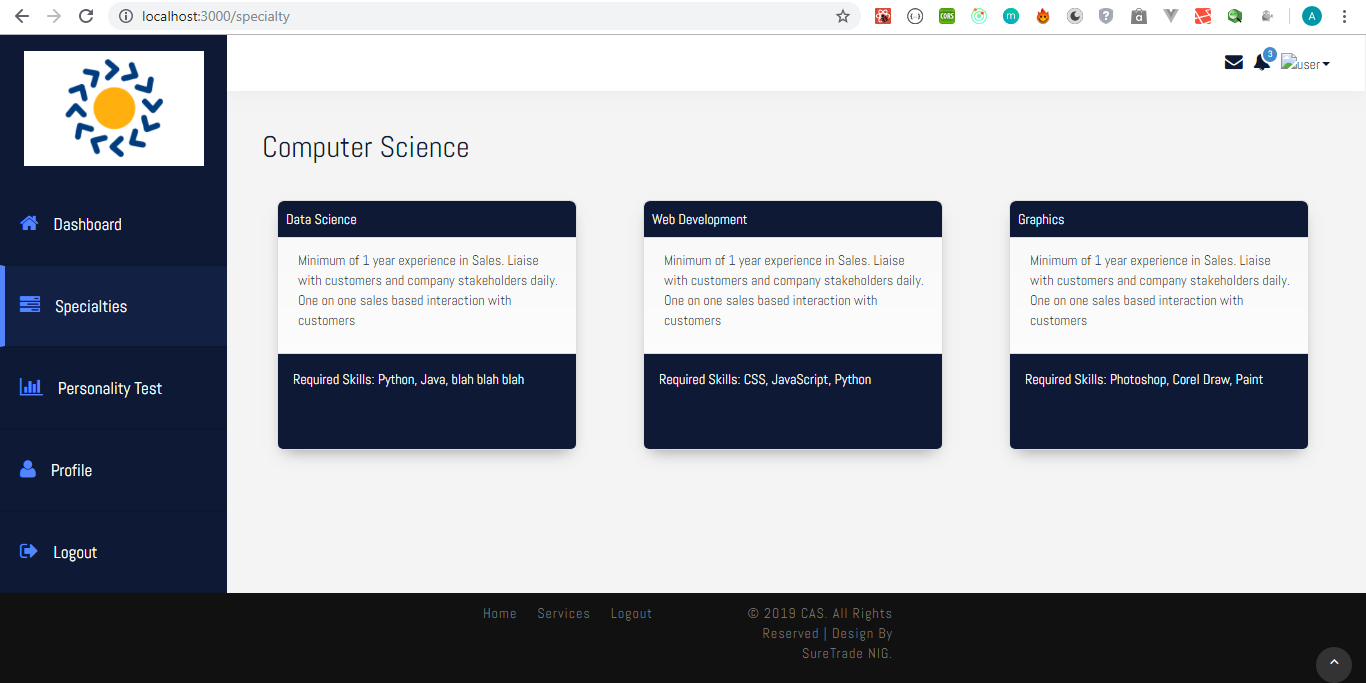 localhost:3000/specialty
CORS
m
A
3
user
Computer Science
Dashboard
Specialties
Personality Test
Profile
Logout
Data Science
Minimum of 1 year experience in Sales. Liaise
with customers and company stakeholders daily.
One on one sales based interaction with
customers
Required Skills: Python, Java, blah blah blah
Web Development
Minimum of 1 year experience in Sales. Liaise
with customers and company stakeholders daily.
One on one sales based interaction with
customers
Required Skills: CSS, JavaScript, Python
Graphics
Minimum of 1 year experience in Sales. Liaise
with customers and company stakeholders daily.
One on one sales based interaction with
customers
Required Skills: Photoshop, Corel Draw, Paint
Home Services Logout
© 2019 CAS. All Rights
Reserved | Design By
SureTrade NIG.